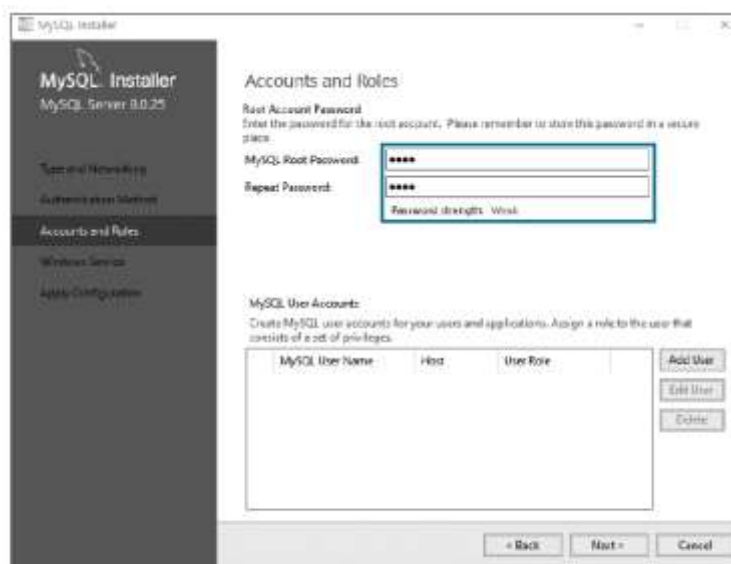 MySQL Installer
MySQL Installer
MySQL Server 8.0.25
Type and Networking
Authentication Method
Accounts and Roles
Windows Service
Apply Configuration
Accounts and Roles
Root Account Password
Enter the password for the root account. Please remember to store this password in a secure
place.
MySQL Root Password:
Repeat Password:
Password strength: Weak
MySQL User Accounts
Create MySQL user accounts for your users and applications. Assign a role to the user that
consists of a set of privileges.
MySQL User Name Host User Role
Add User
Edit User
Delete
< Back Next > Cancel